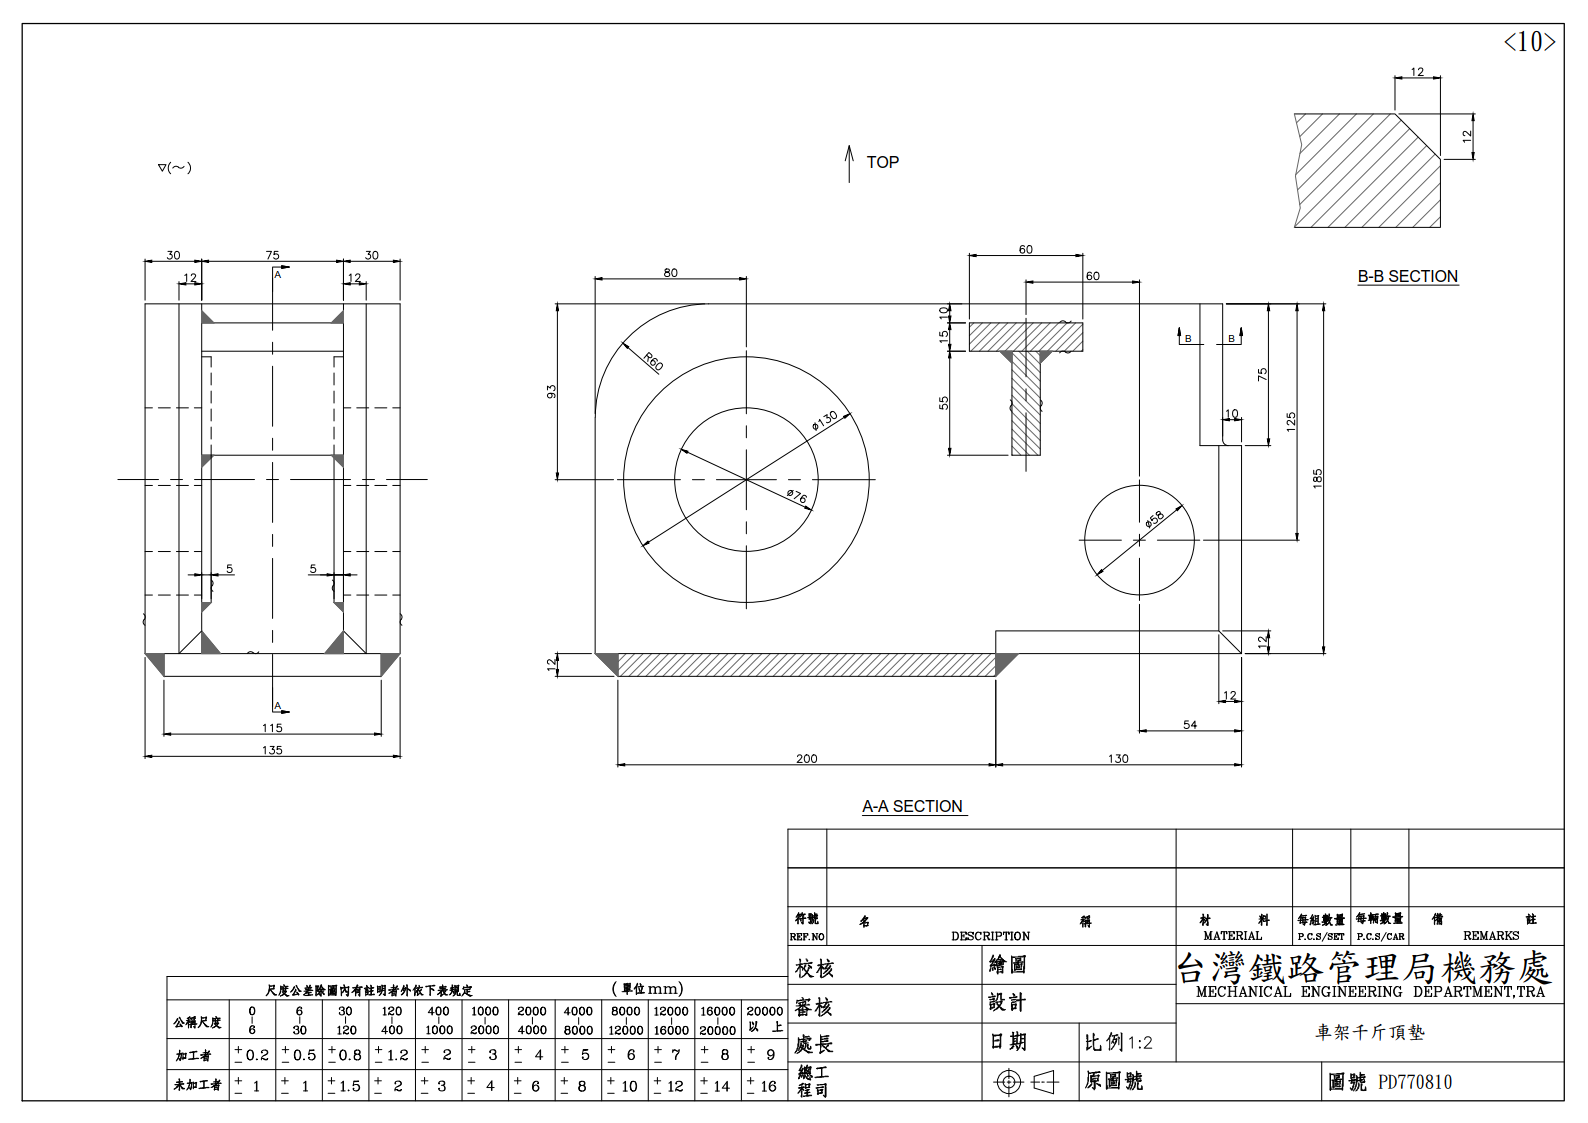 <10>
12
12
B-B SECTION
▽(～)
TOP
30 75 30
12 12
A
5 5
A
115
135
80
60
60
R60
93
ø130
ø76
10
15
55
B B
75
10
125
185
ø58
12
12
12
54
200 130
A-A SECTION
符號 名 稱 材 料 每組數量 每輛數量 備 註
REF.NO DESCRIPTION MATERIAL P.C.S/SET P.C.S/CAR REMARKS
校核 繪圖 台灣鐵路管理局機務處
MECHANICAL ENGINEERING DEPARTMENT,TRA
審核 設計
處長 日期 比例 1:2 車架千斤頂墊
總工程司 原圖號 圖號 PD770810
尺度公差除圖內有註明者外依下表規定 (單位mm)
公稱尺度 0|6 6|30 30|120 120|400 400|1000 1000|2000 2000|4000 4000|8000 8000|12000 12000|16000 16000|20000 20000以上
加工者 ±0.2 ±0.5 ±0.8 ±1.2 ±2 ±3 ±4 ±5 ±6 ±7 ±8 ±9
未加工者 ±1 ±1 ±1.5 ±2 ±3 ±4 ±6 ±8 ±10 ±12 ±14 ±16